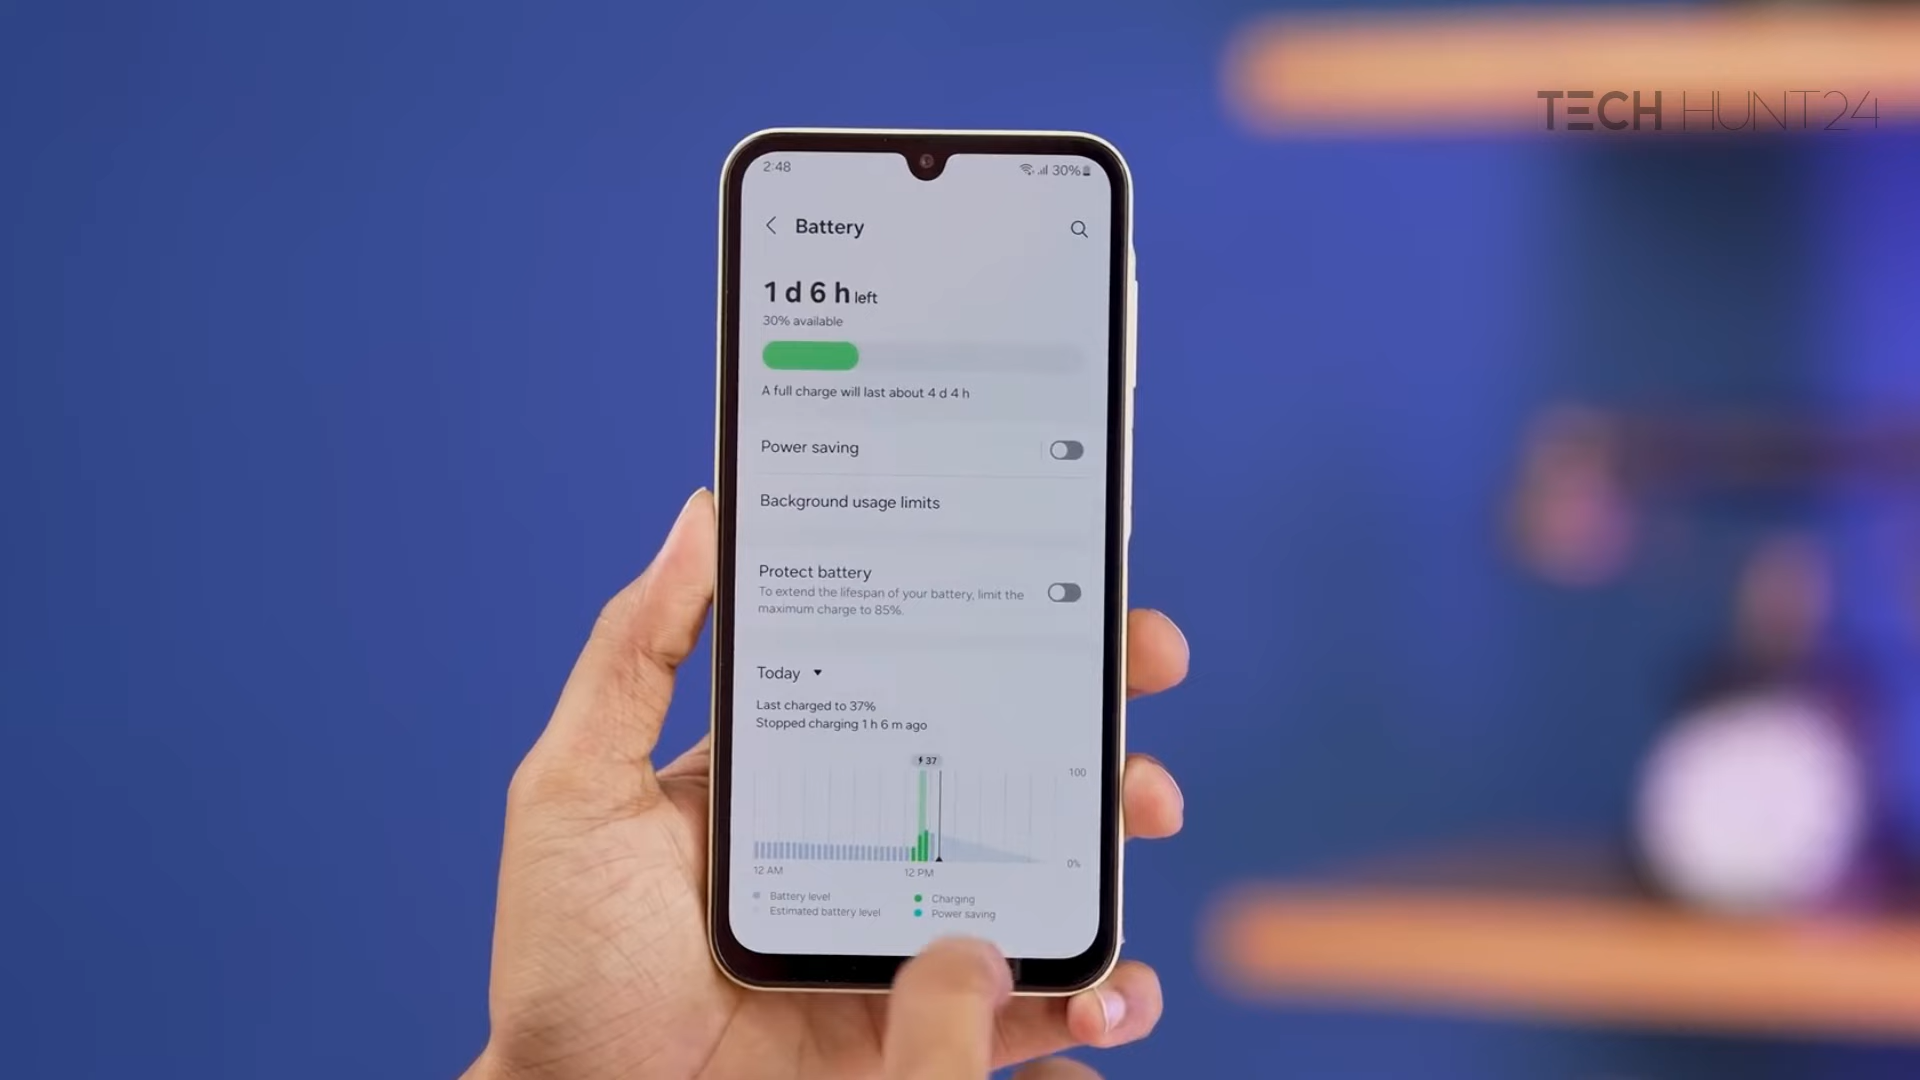 TECH HUNT24
2:48
30%
Battery
1 d 6 h left
30% available
A full charge will last about 4 d 4 h
Power saving
Background usage limits
Protect battery
To extend the lifespan of your battery, limit the
maximum charge to 85%.
Today
Last charged to 37%
Stopped charging 1 h 6 m ago
37
100
0%
12 AM
12 PM
Battery level
Charging
Estimated battery level
Power saving